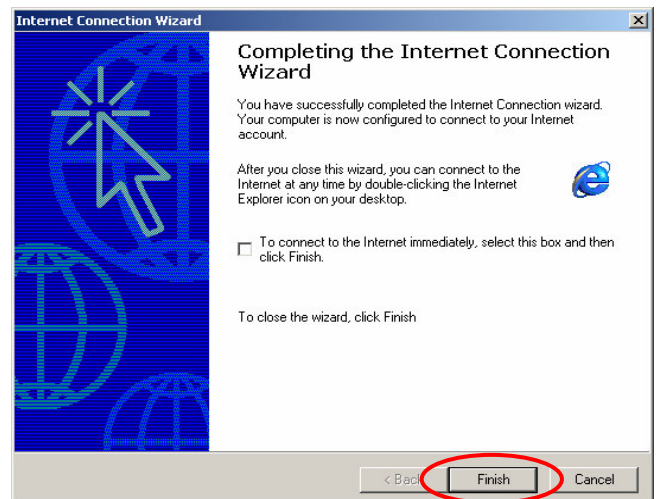 Internet Connection Wizard
Completing the Internet Connection
Wizard
You have successfully completed the Internet Connection wizard.
Your computer is now configured to connect to your Internet
account.
After you close this wizard, you can connect to the
Internet at any time by double-clicking the Internet
Explorer icon on your desktop.
To connect to the Internet immediately, select this box and then
click Finish.
To close the wizard, click Finish
< Back Finish Cancel